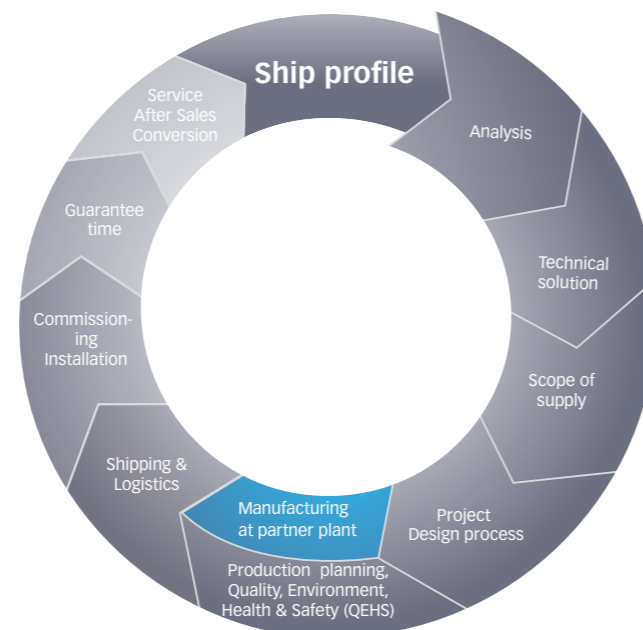 Ship profile
Analysis
Technical
solution
Scope of
supply
Project
Design process
Manufacturing
at partner plant
Production planning,
Quality, Environment,
Health & Safety (QEHS)
Shipping &
Logistics
Commission-
ing
Installation
Guarantee
time
Service
After Sales
Conversion